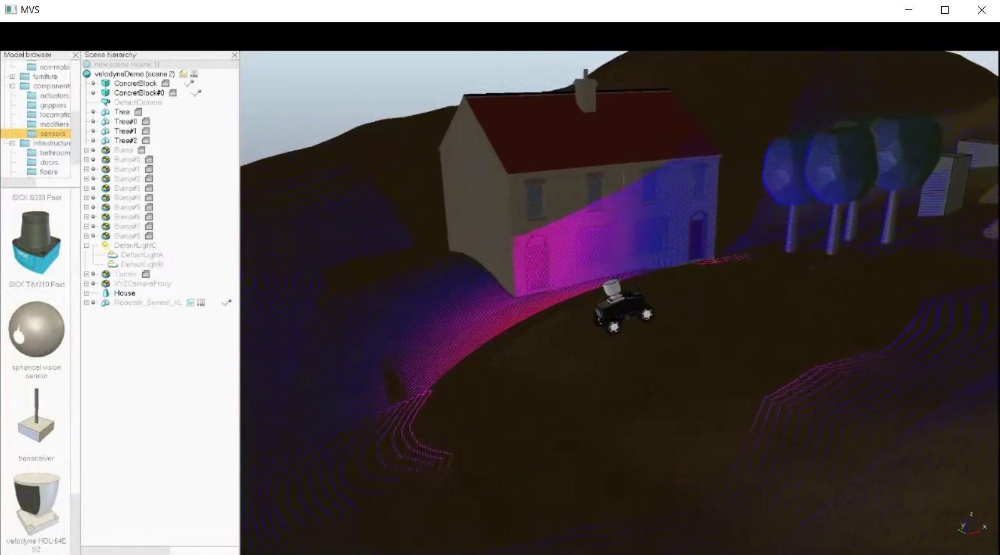 MVS
Model browser
Scene hierarchy
non-mobi
furniture
components
actuators
grippers
locomotic
modifiers
sensors
infrastructure
bathroom
doors
floors
SICK S300 Fast
SICK TiM310 Fast
spherical vision
sensor
transceiver
velodyne HDL-64E
S2
new scene (scene 1)
velodyneDemo (scene 2)
ConcretBlock
ConcretBlock#0
DefaultCamera
Tree
Tree#0
Tree#1
Tree#2
Bump
Bump#0
Bump#1
Bump#2
Bump#3
Bump#4
Bump#5
Bump#6
Bump#7
Bump#8
DefaultLightC
DefaultLightA
DefaultLightB
Terrain
XYZCameraProxy
House
Robotnik_Summit_XL
z
y
x